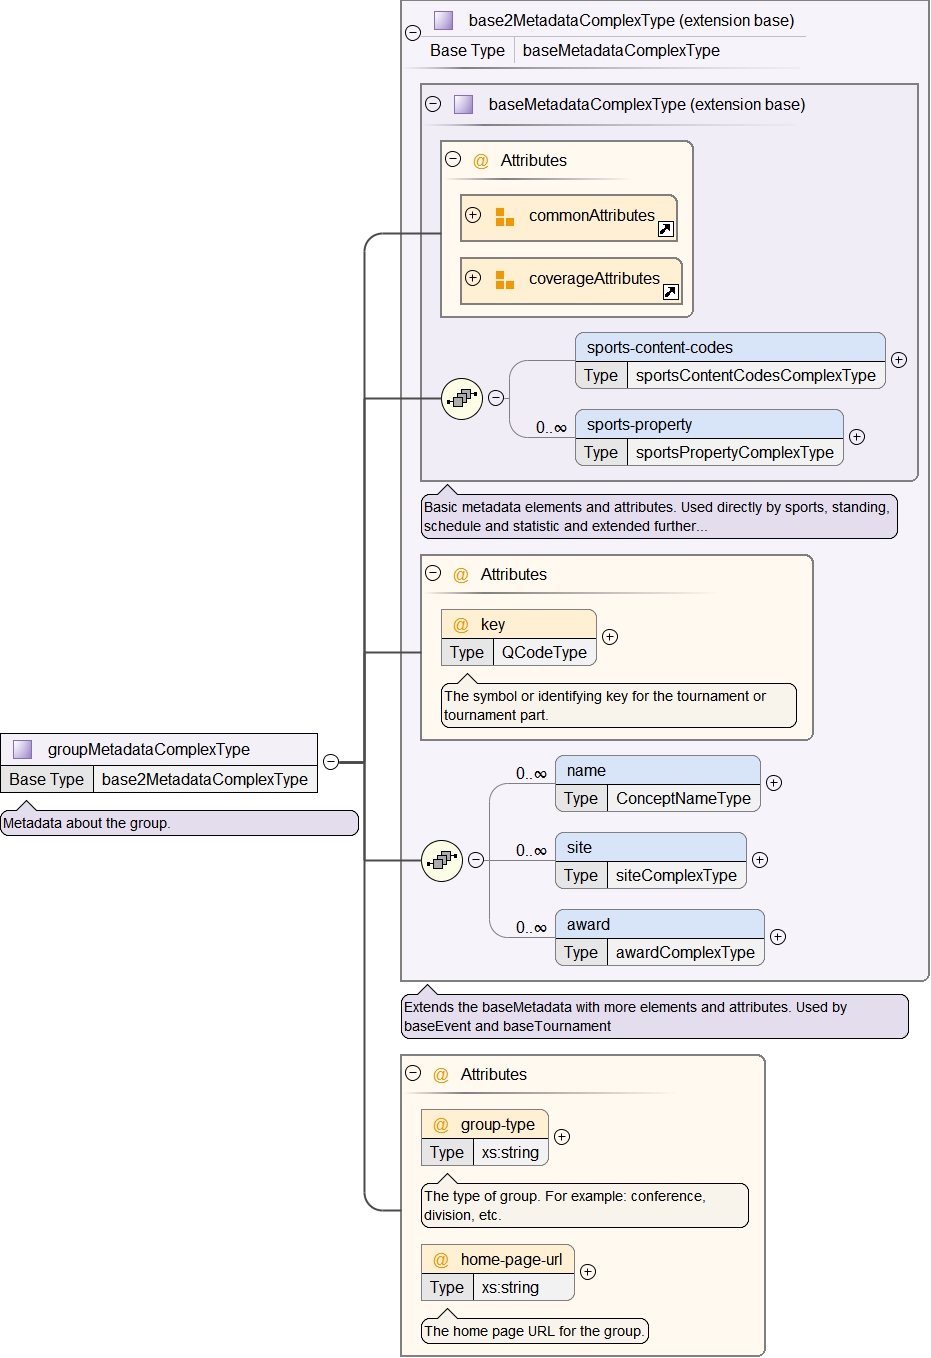 base2MetadataComplexType (extension base)
Base Type baseMetadataComplexType
baseMetadataComplexType (extension base)
@ Attributes
commonAttributes
coverageAttributes
sports-content-codes
Type sportsContentCodesComplexType
0..∞
sports-property
Type sportsPropertyComplexType
Basic metadata elements and attributes. Used directly by sports, standing,
schedule and statistic and extended further...
@ Attributes
@ key
Type QCodeType
The symbol or identifying key for the tournament or
tournament part.
groupMetadataComplexType
Base Type base2MetadataComplexType
Metadata about the group.
0..∞
name
Type ConceptNameType
0..∞
site
Type siteComplexType
0..∞
award
Type awardComplexType
Extends the baseMetadata with more elements and attributes. Used by
baseEvent and baseTournament
@ Attributes
@ group-type
Type xs:string
The type of group. For example: conference,
division, etc.
@ home-page-url
Type xs:string
The home page URL for the group.